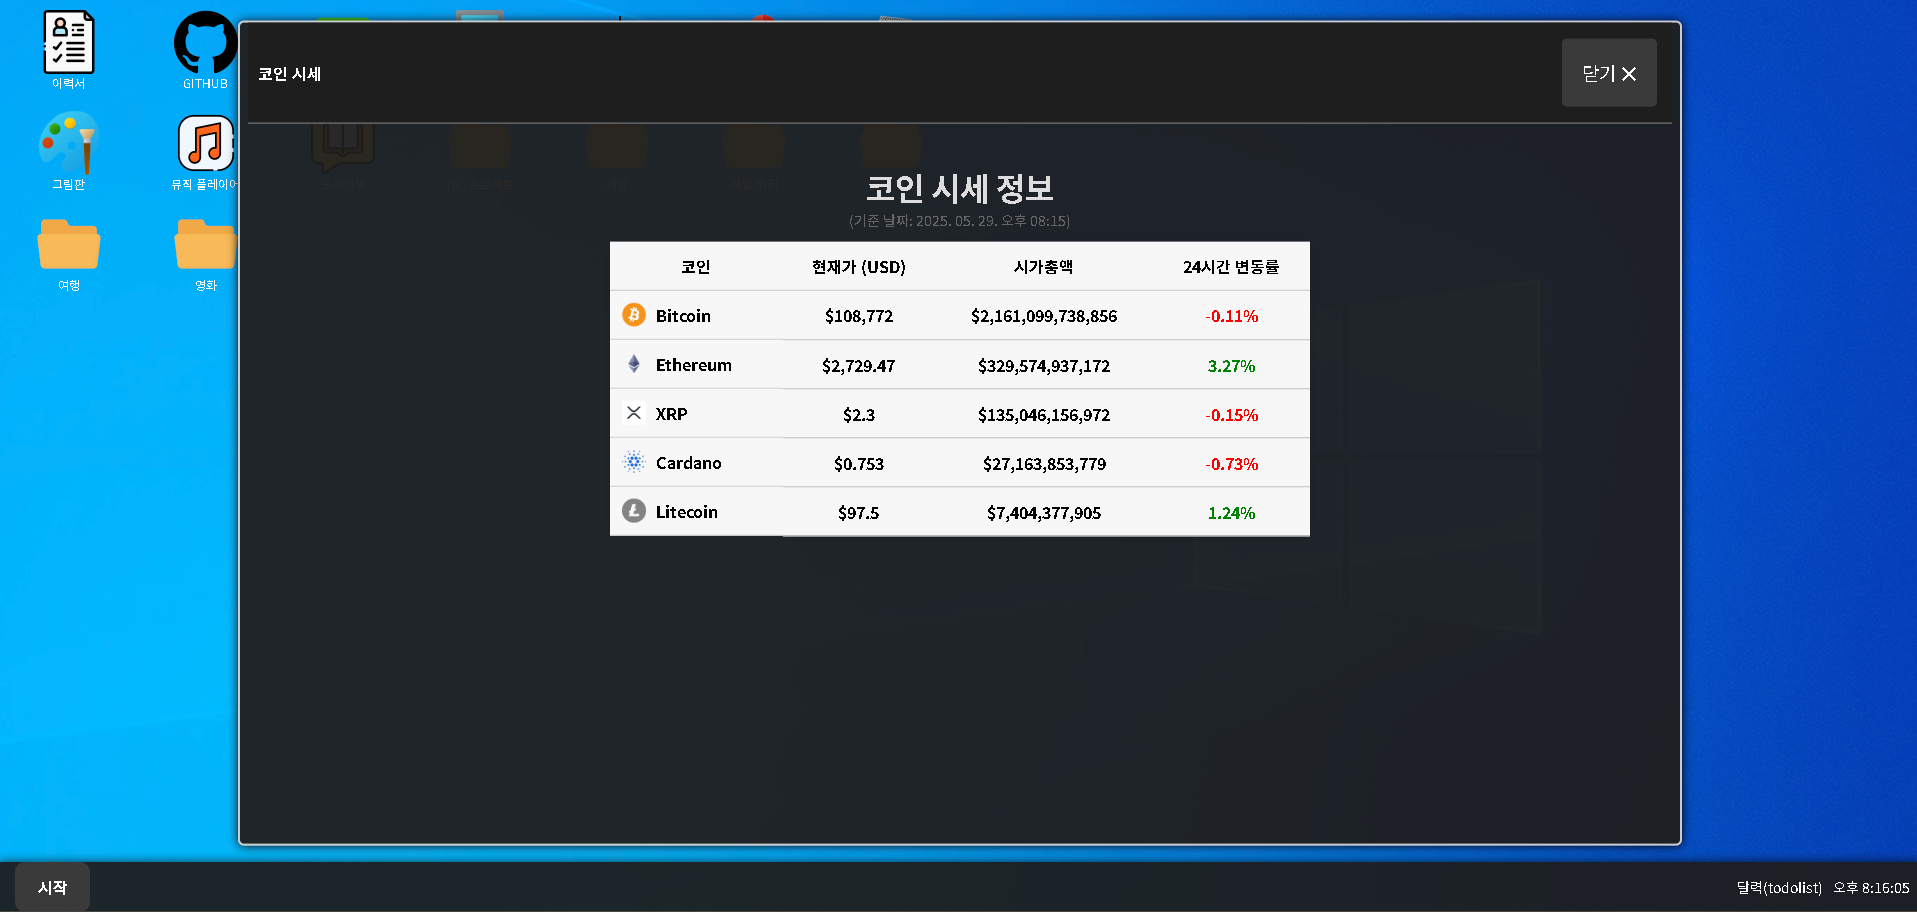 이력서
GITHUB
그림판
뮤직 플레이어
여행
영화
코인 시세
닫기 ✕
코인 시세 정보
(기준 날짜: 2025. 05. 29. 오후 08:15)
코인 현재가 (USD) 시가총액 24시간 변동률
Bitcoin $108,772 $2,161,099,738,856 -0.11%
Ethereum $2,729.47 $329,574,937,172 3.27%
XRP $2.3 $135,046,156,972 -0.15%
Cardano $0.753 $27,163,853,779 -0.73%
Litecoin $97.5 $7,404,377,905 1.24%
시작
달력(todolist) 오후 8:16:05